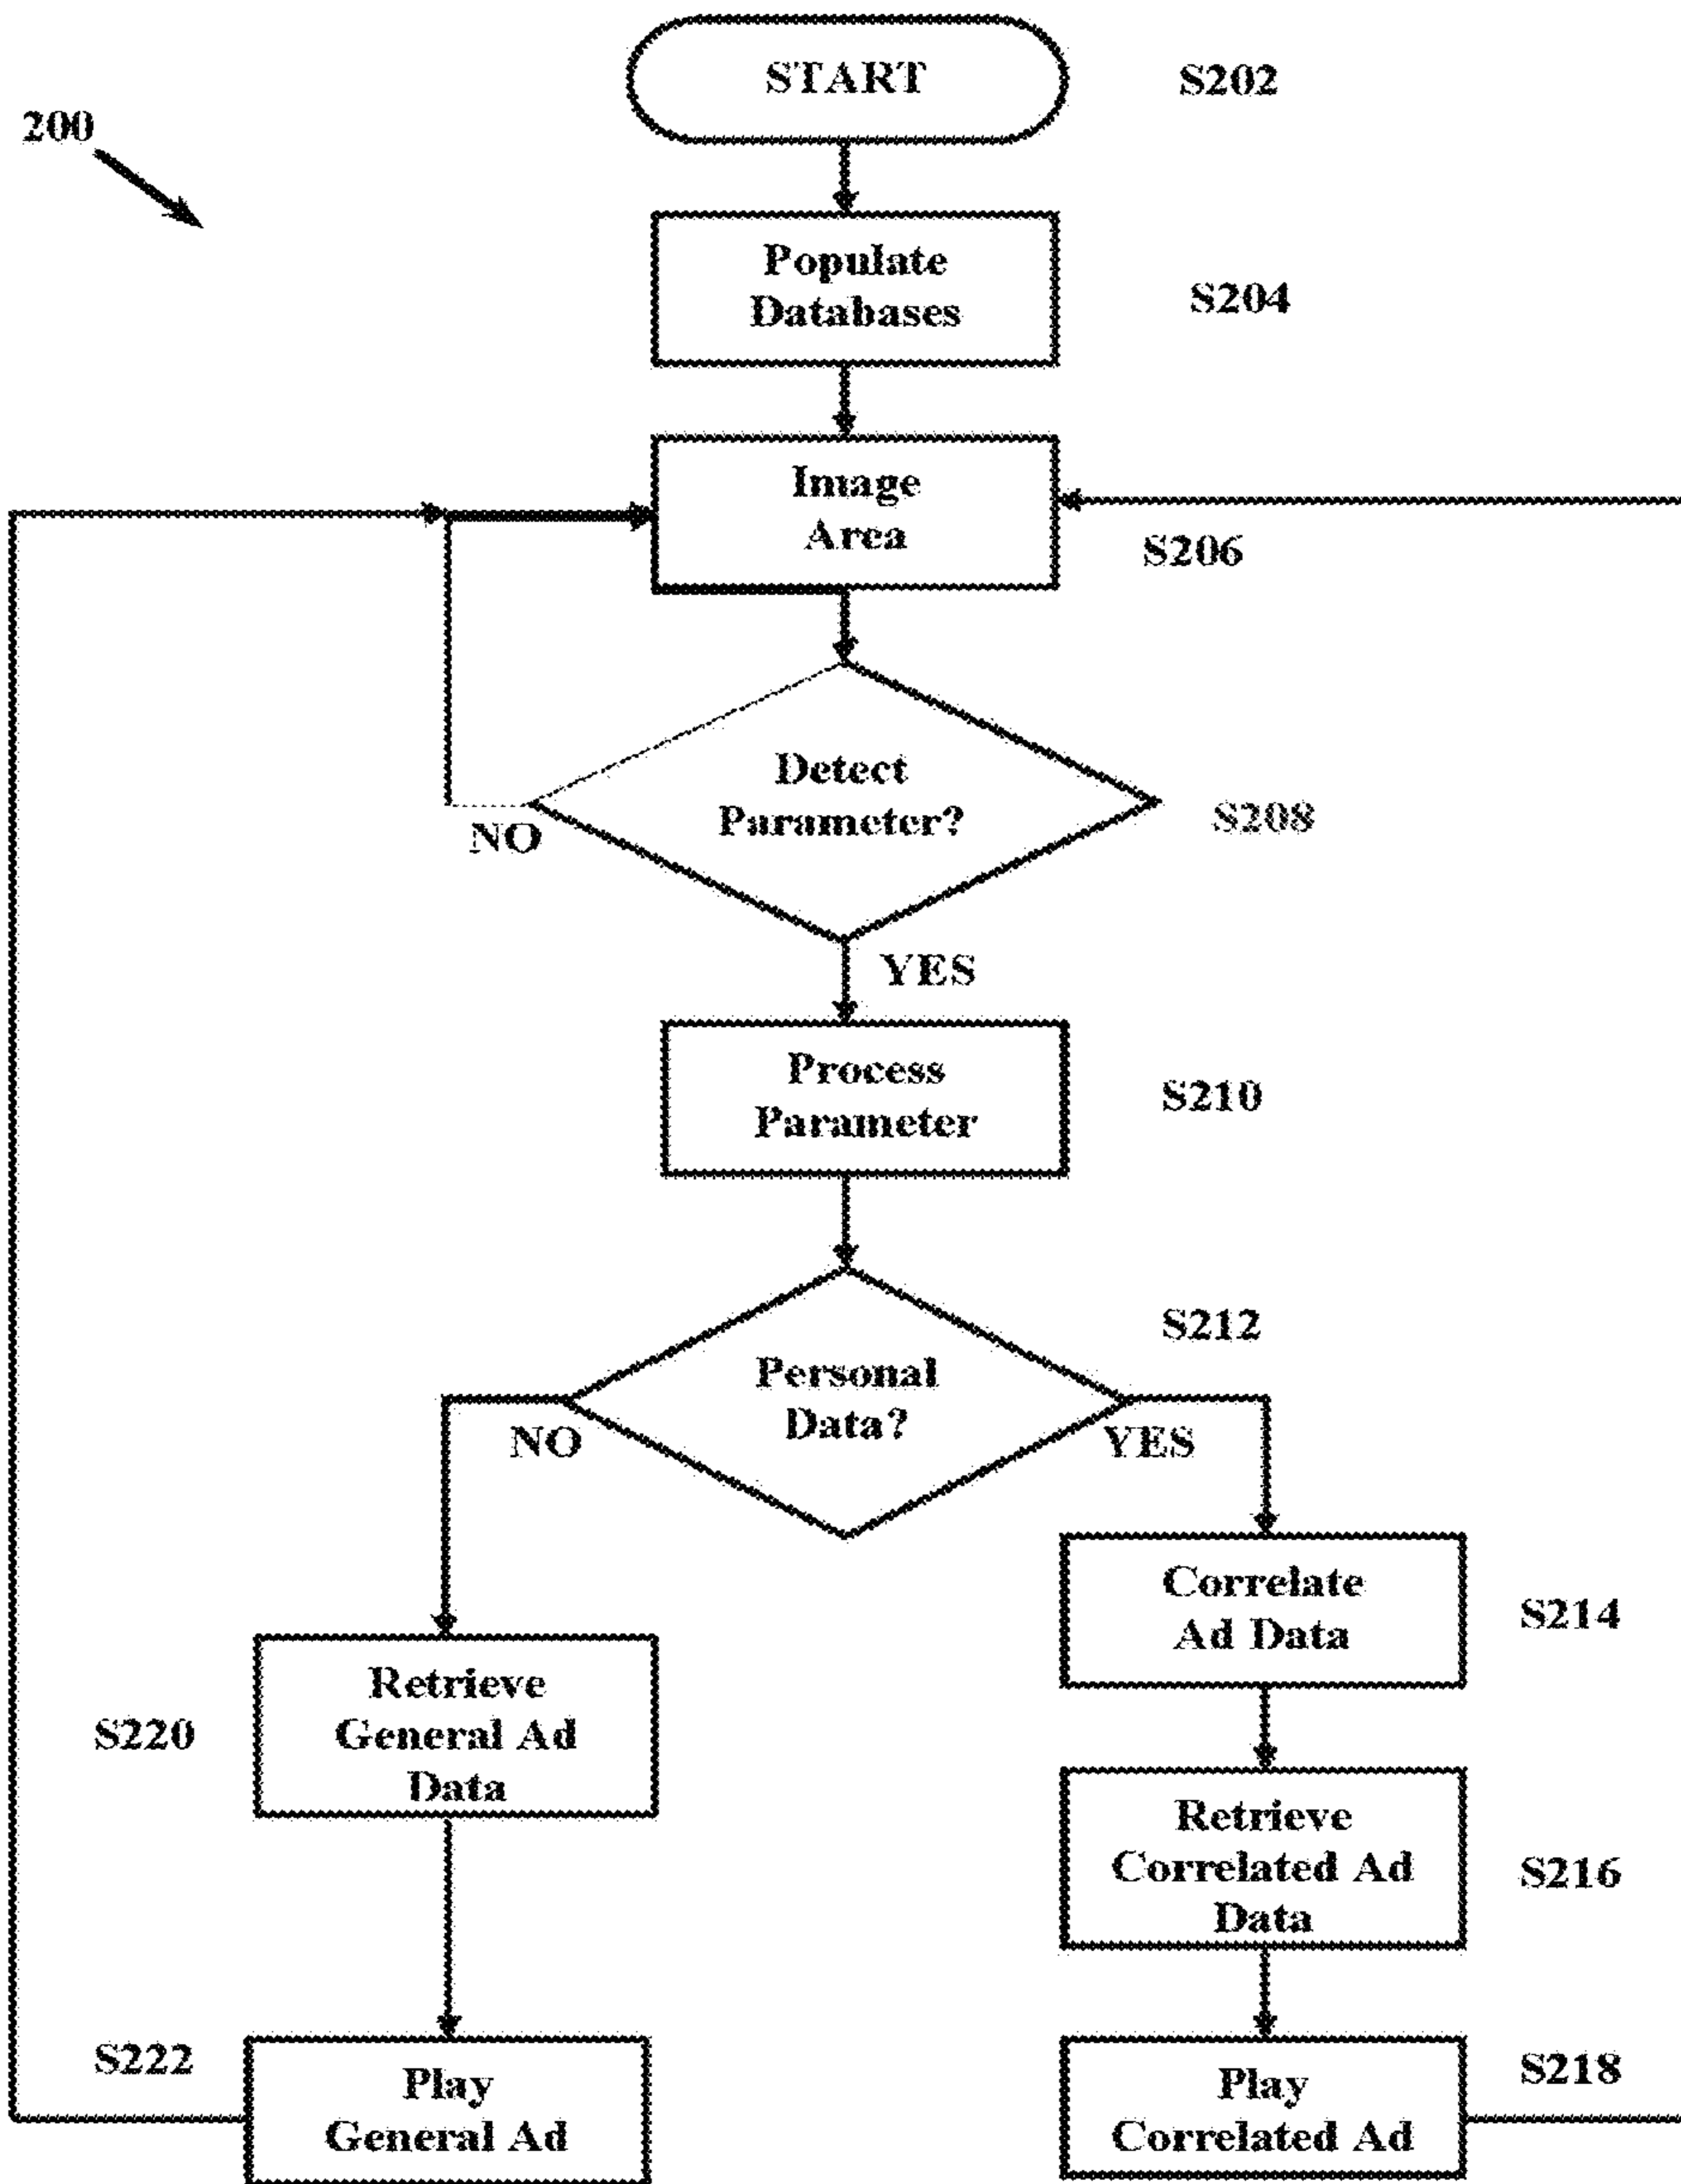 START
S202
200
Populate
Databases
S204
Image
Area
S206
Detect
Parameter?
S208
NO
YES
Process
Parameter
S210
S212
Personal
Data?
NO
YES
Correlate
Ad Data
S214
Retrieve
General Ad
Data
S220
Retrieve
Correlated Ad
Data
S216
S222
Play
General Ad
S218
Play
Correlated Ad